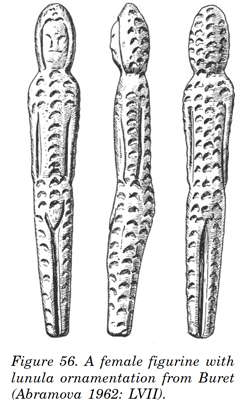 Figure 56. A female figurine with
lunula ornamentation from Buret
(Abramova 1962: LVII).